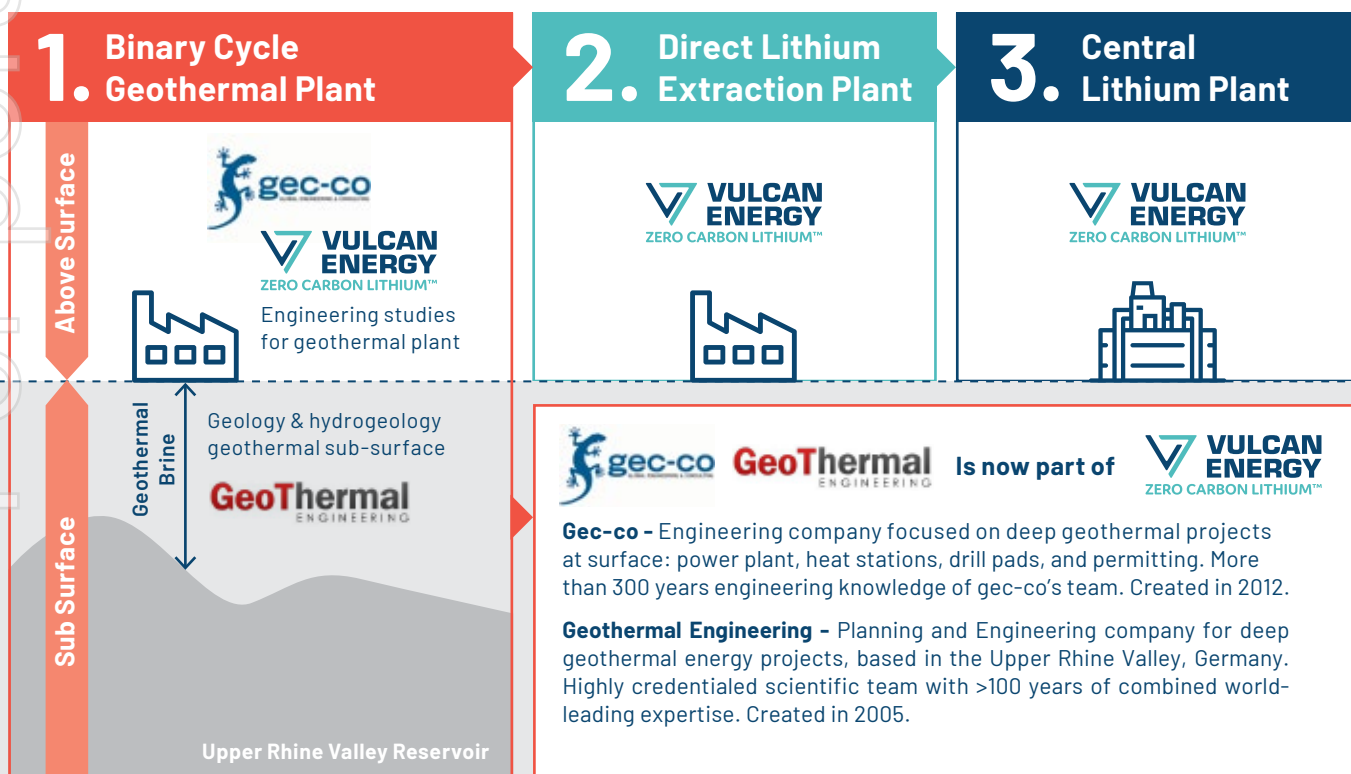 1. Binary Cycle
Geothermal Plant
2. Direct Lithium
Extraction Plant
3. Central
Lithium Plant
Above Surface
gec-co
GLOBAL ENGINEERING & CONSULTING
VULCAN
ENERGY
ZERO CARBON LITHIUM™
Engineering studies
for geothermal plant
VULCAN
ENERGY
ZERO CARBON LITHIUM™
VULCAN
ENERGY
ZERO CARBON LITHIUM™
Sub Surface
Geothermal
Brine
Geology & hydrogeology
geothermal sub-surface
GeoThermal
ENGINEERING
Upper Rhine Valley Reservoir
gec-co
GLOBAL ENGINEERING & CONSULTING
GeoThermal
ENGINEERING
Is now part of
VULCAN
ENERGY
ZERO CARBON LITHIUM™
Gec-co - Engineering company focused on deep geothermal projects
at surface: power plant, heat stations, drill pads, and permitting. More
than 300 years engineering knowledge of gec-co’s team. Created in 2012.
Geothermal Engineering - Planning and Engineering company for deep
geothermal energy projects, based in the Upper Rhine Valley, Germany.
Highly credentialed scientific team with >100 years of combined world-
leading expertise. Created in 2005.